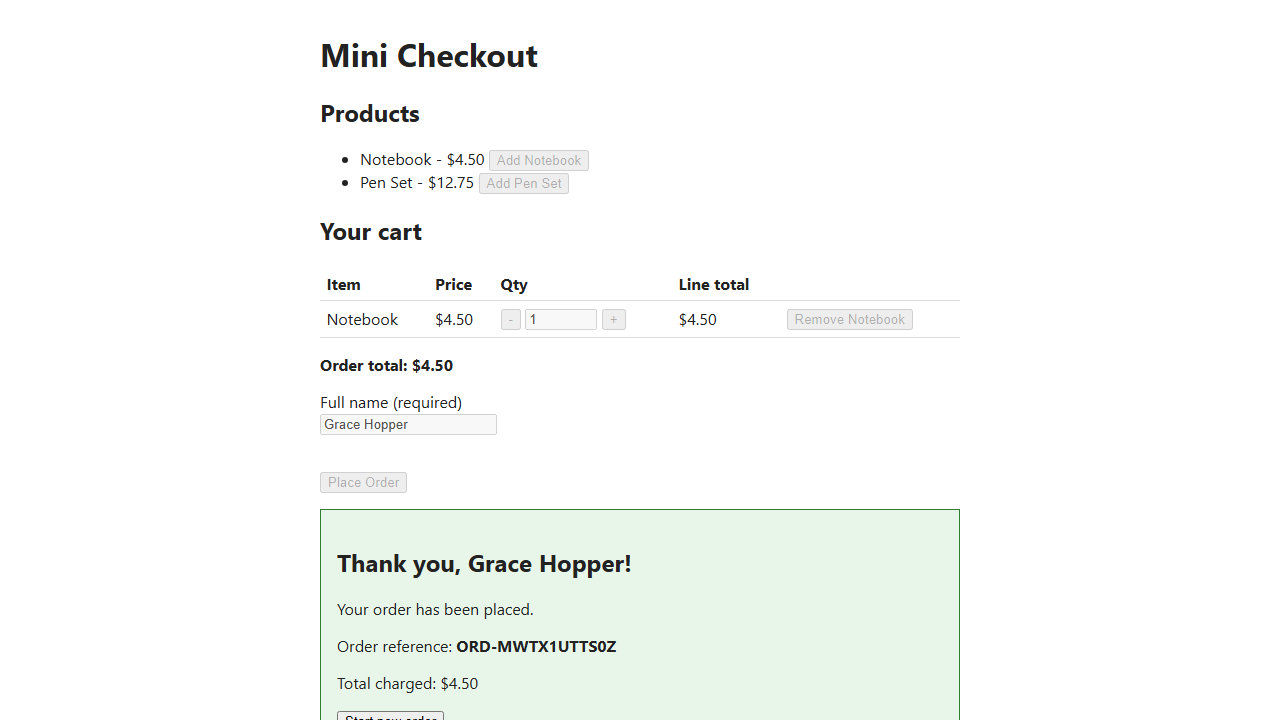 Mini Checkout
Products
Notebook - $4.50 Add Notebook
Pen Set - $12.75 Add Pen Set
Your cart
Item Price Qty Line total
Notebook $4.50 - 1 + $4.50 Remove Notebook
Order total: $4.50
Full name (required)
Grace Hopper
Place Order
Thank you, Grace Hopper!
Your order has been placed.
Order reference: ORD-MWTX1UTTS0Z
Total charged: $4.50
Start new order